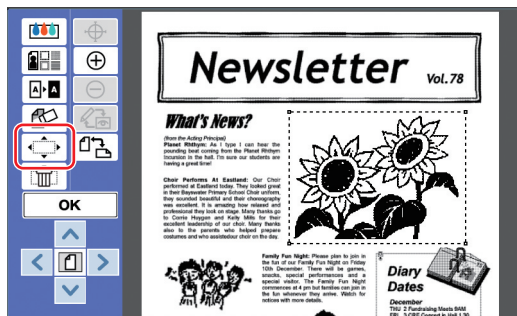 Newsletter Vol.78
What's News?
(from the Acting Principal)
Planet Rhthym: As I type I can hear the
pounding beat coming from the Planet Rhthym
Incursion in the hall. I'm sure our students are
having a great time!
Choir Performs At Eastland: Our Choir
performed at Eastland today. They looked great
in their Bayswater Primary School Choir uniform,
they sounded beautiful and their choreography
was excellent. It is amazing how relaxed and
professional they look on stage. Many thanks go
to Corrie Huygen and Kelly Mills for their
excellent leadership of our choir. Many thanks
also to the parents who helped prepare
costumes and who assistedour choir on the day.
A A
OK
Family Fun Night: Please plan to join in
the fun of our Family Fun Night on Friday
10th December. There will be games,
snacks, special performances and a
special visitor. The Family Fun Night
commences at 4 pm but families can join in
the fun whenever they arrive. Watch for
notices with more details.
Diary
Dates
December
THU 2 Fundraising Meets 9AM